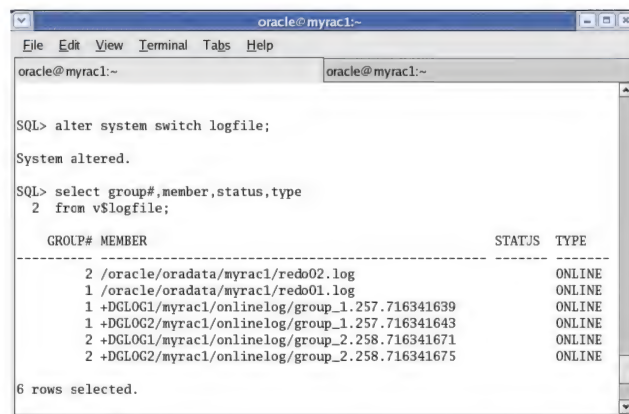 oracle@myrac1:~
File Edit View Terminal Tabs Help
oracle@myrac1:~ oracle@myrac1:~
SQL> alter system switch logfile;
System altered.
SQL> select group#,member,status,type
2 from v$logfile;
GROUP# MEMBER STATUS TYPE
---------- -------------------------------------------------- ------- -------
2 /oracle/oradata/myrac1/redo02.log ONLINE
1 /oracle/oradata/myrac1/redo01.log ONLINE
1 +DGLOG1/myrac1/onlinelog/group_1.257.716341639 ONLINE
1 +DGLOG2/myrac1/onlinelog/group_1.257.716341643 ONLINE
2 +DGLOG1/myrac1/onlinelog/group_2.258.716341671 ONLINE
2 +DGLOG2/myrac1/onlinelog/group_2.258.716341675 ONLINE
6 rows selected.